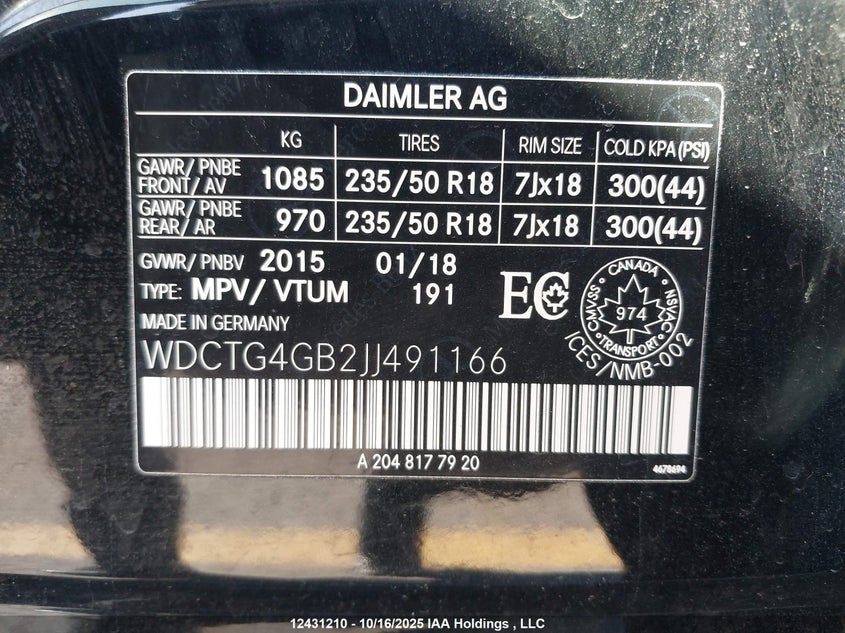 DAIMLER AG
KG TIRES RIM SIZE COLD KPA (PSI)
GAWR/ PNBE FRONT/ AV 1085 235/50 R18 7Jx18 300(44)
GAWR/ PNBE REAR/ AR 970 235/50 R18 7Jx18 300(44)
GVWR/ PNBV 2015 01/18
TYPE: MPV/ VTUM 191
EC
CANADA
CMVSS NSVAC
974
TRANSPORT
ICES/NMB-002
MADE IN GERMANY
WDCTG4GB2JJ491166
A 204 817 79 20
4678694
12431210 - 10/16/2025 IAA Holdings , LLC